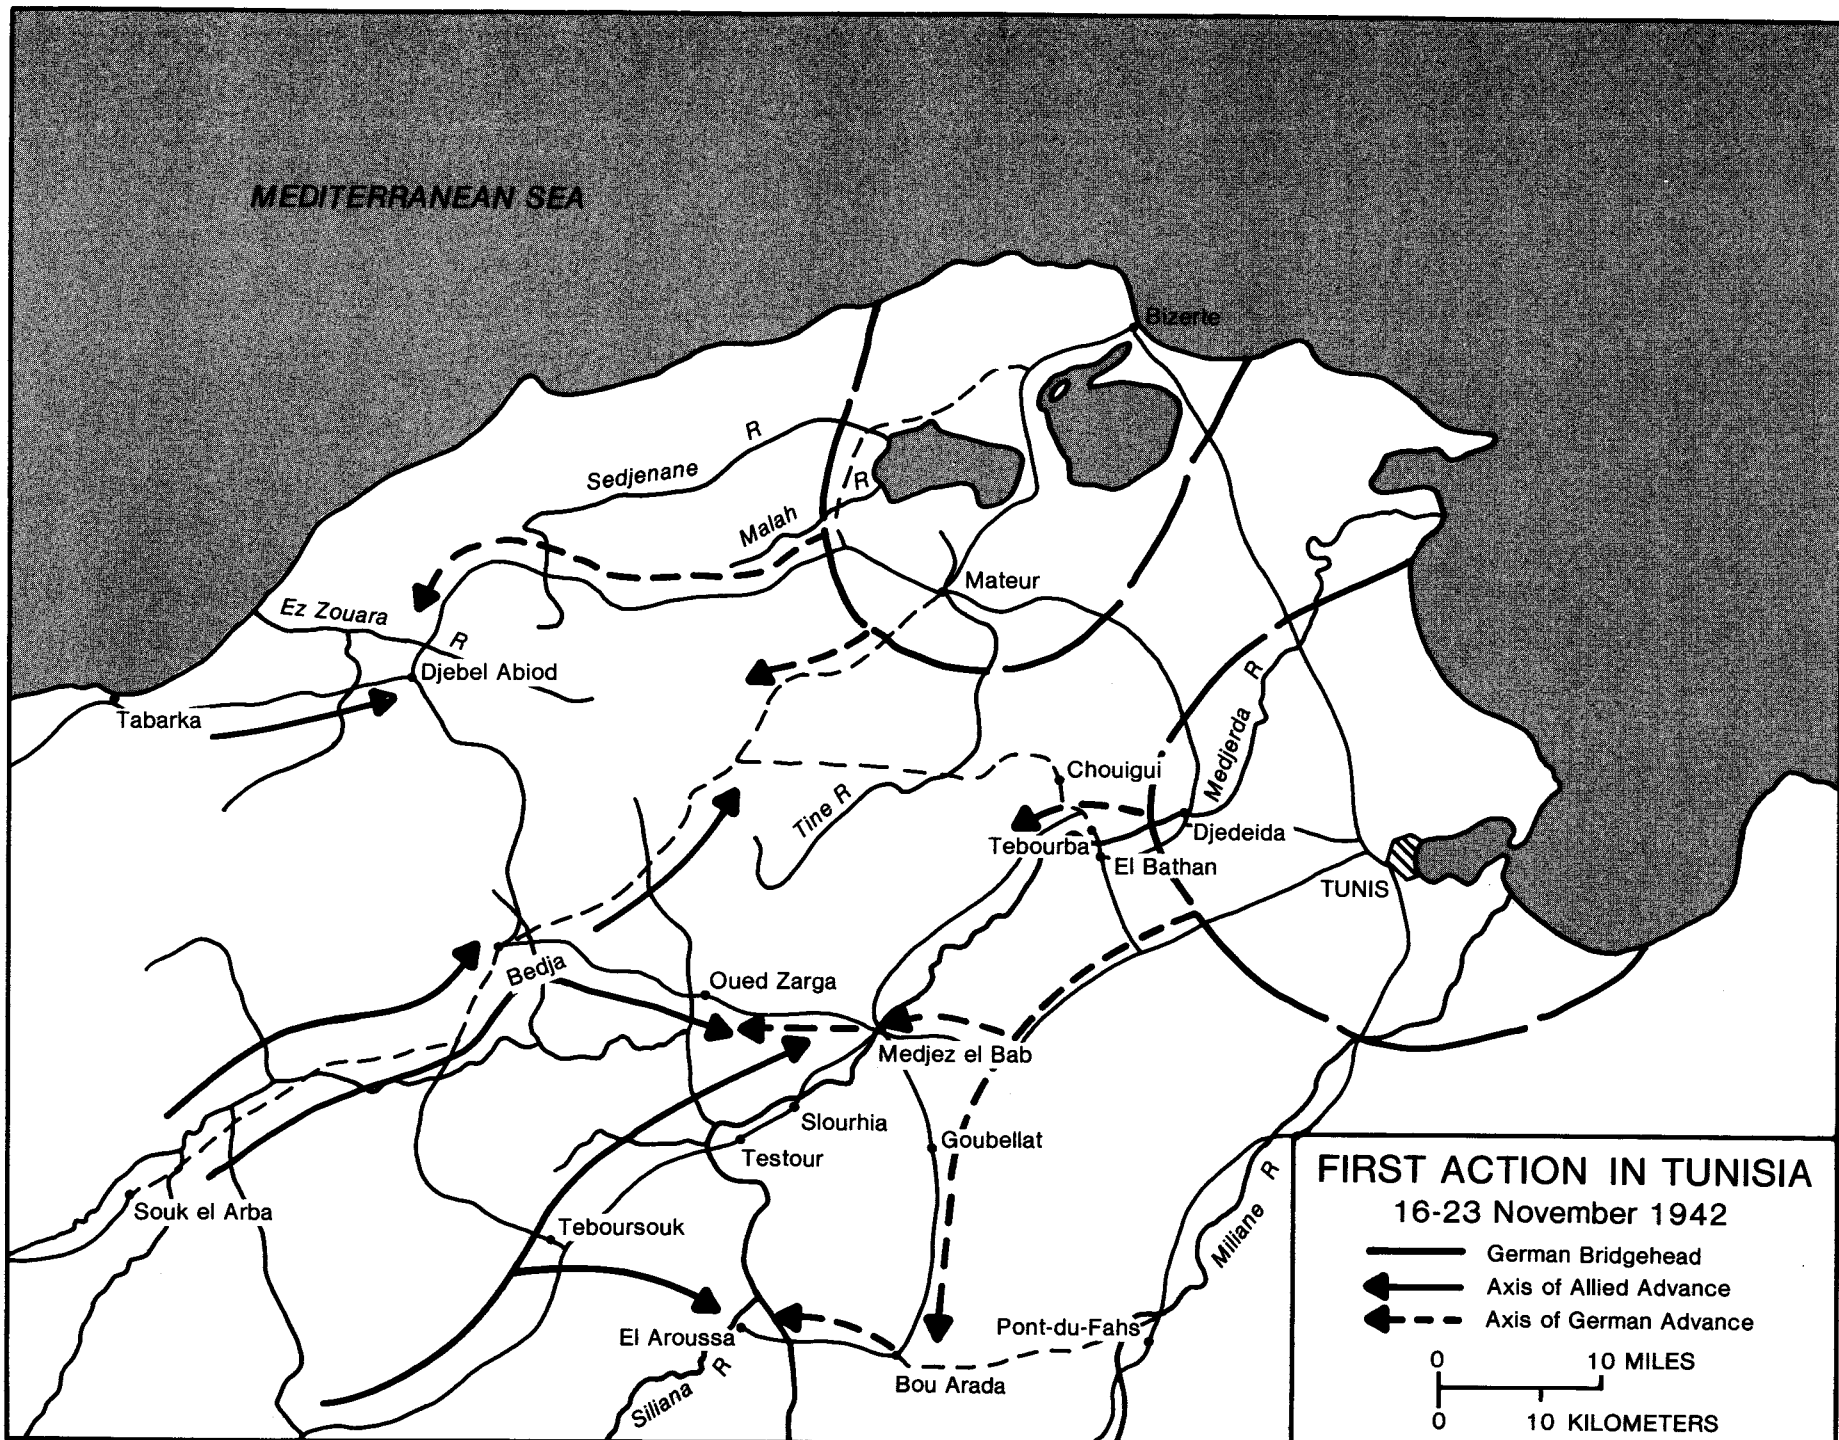 MEDITERRANEAN SEA
Bizerte
R
Sedjenane
R
Malah
Mateur
Ez Zouara
R
Djebel Abiod
Tabarka
R
Medjerda
Chouigui
Tine R
Djedeida
Tebourba
El Bathan
TUNIS
Bedja
Oued Zarga
Medjez el Bab
Slourhia
Goubellat
Testour
Souk el Arba
Teboursouk
R
Miliane
Pont-du-Fahs
El Aroussa
R
Siliana
Bou Arada
FIRST ACTION IN TUNISIA
16-23 November 1942
German Bridgehead
Axis of Allied Advance
Axis of German Advance
0 10 MILES
0 10 KILOMETERS